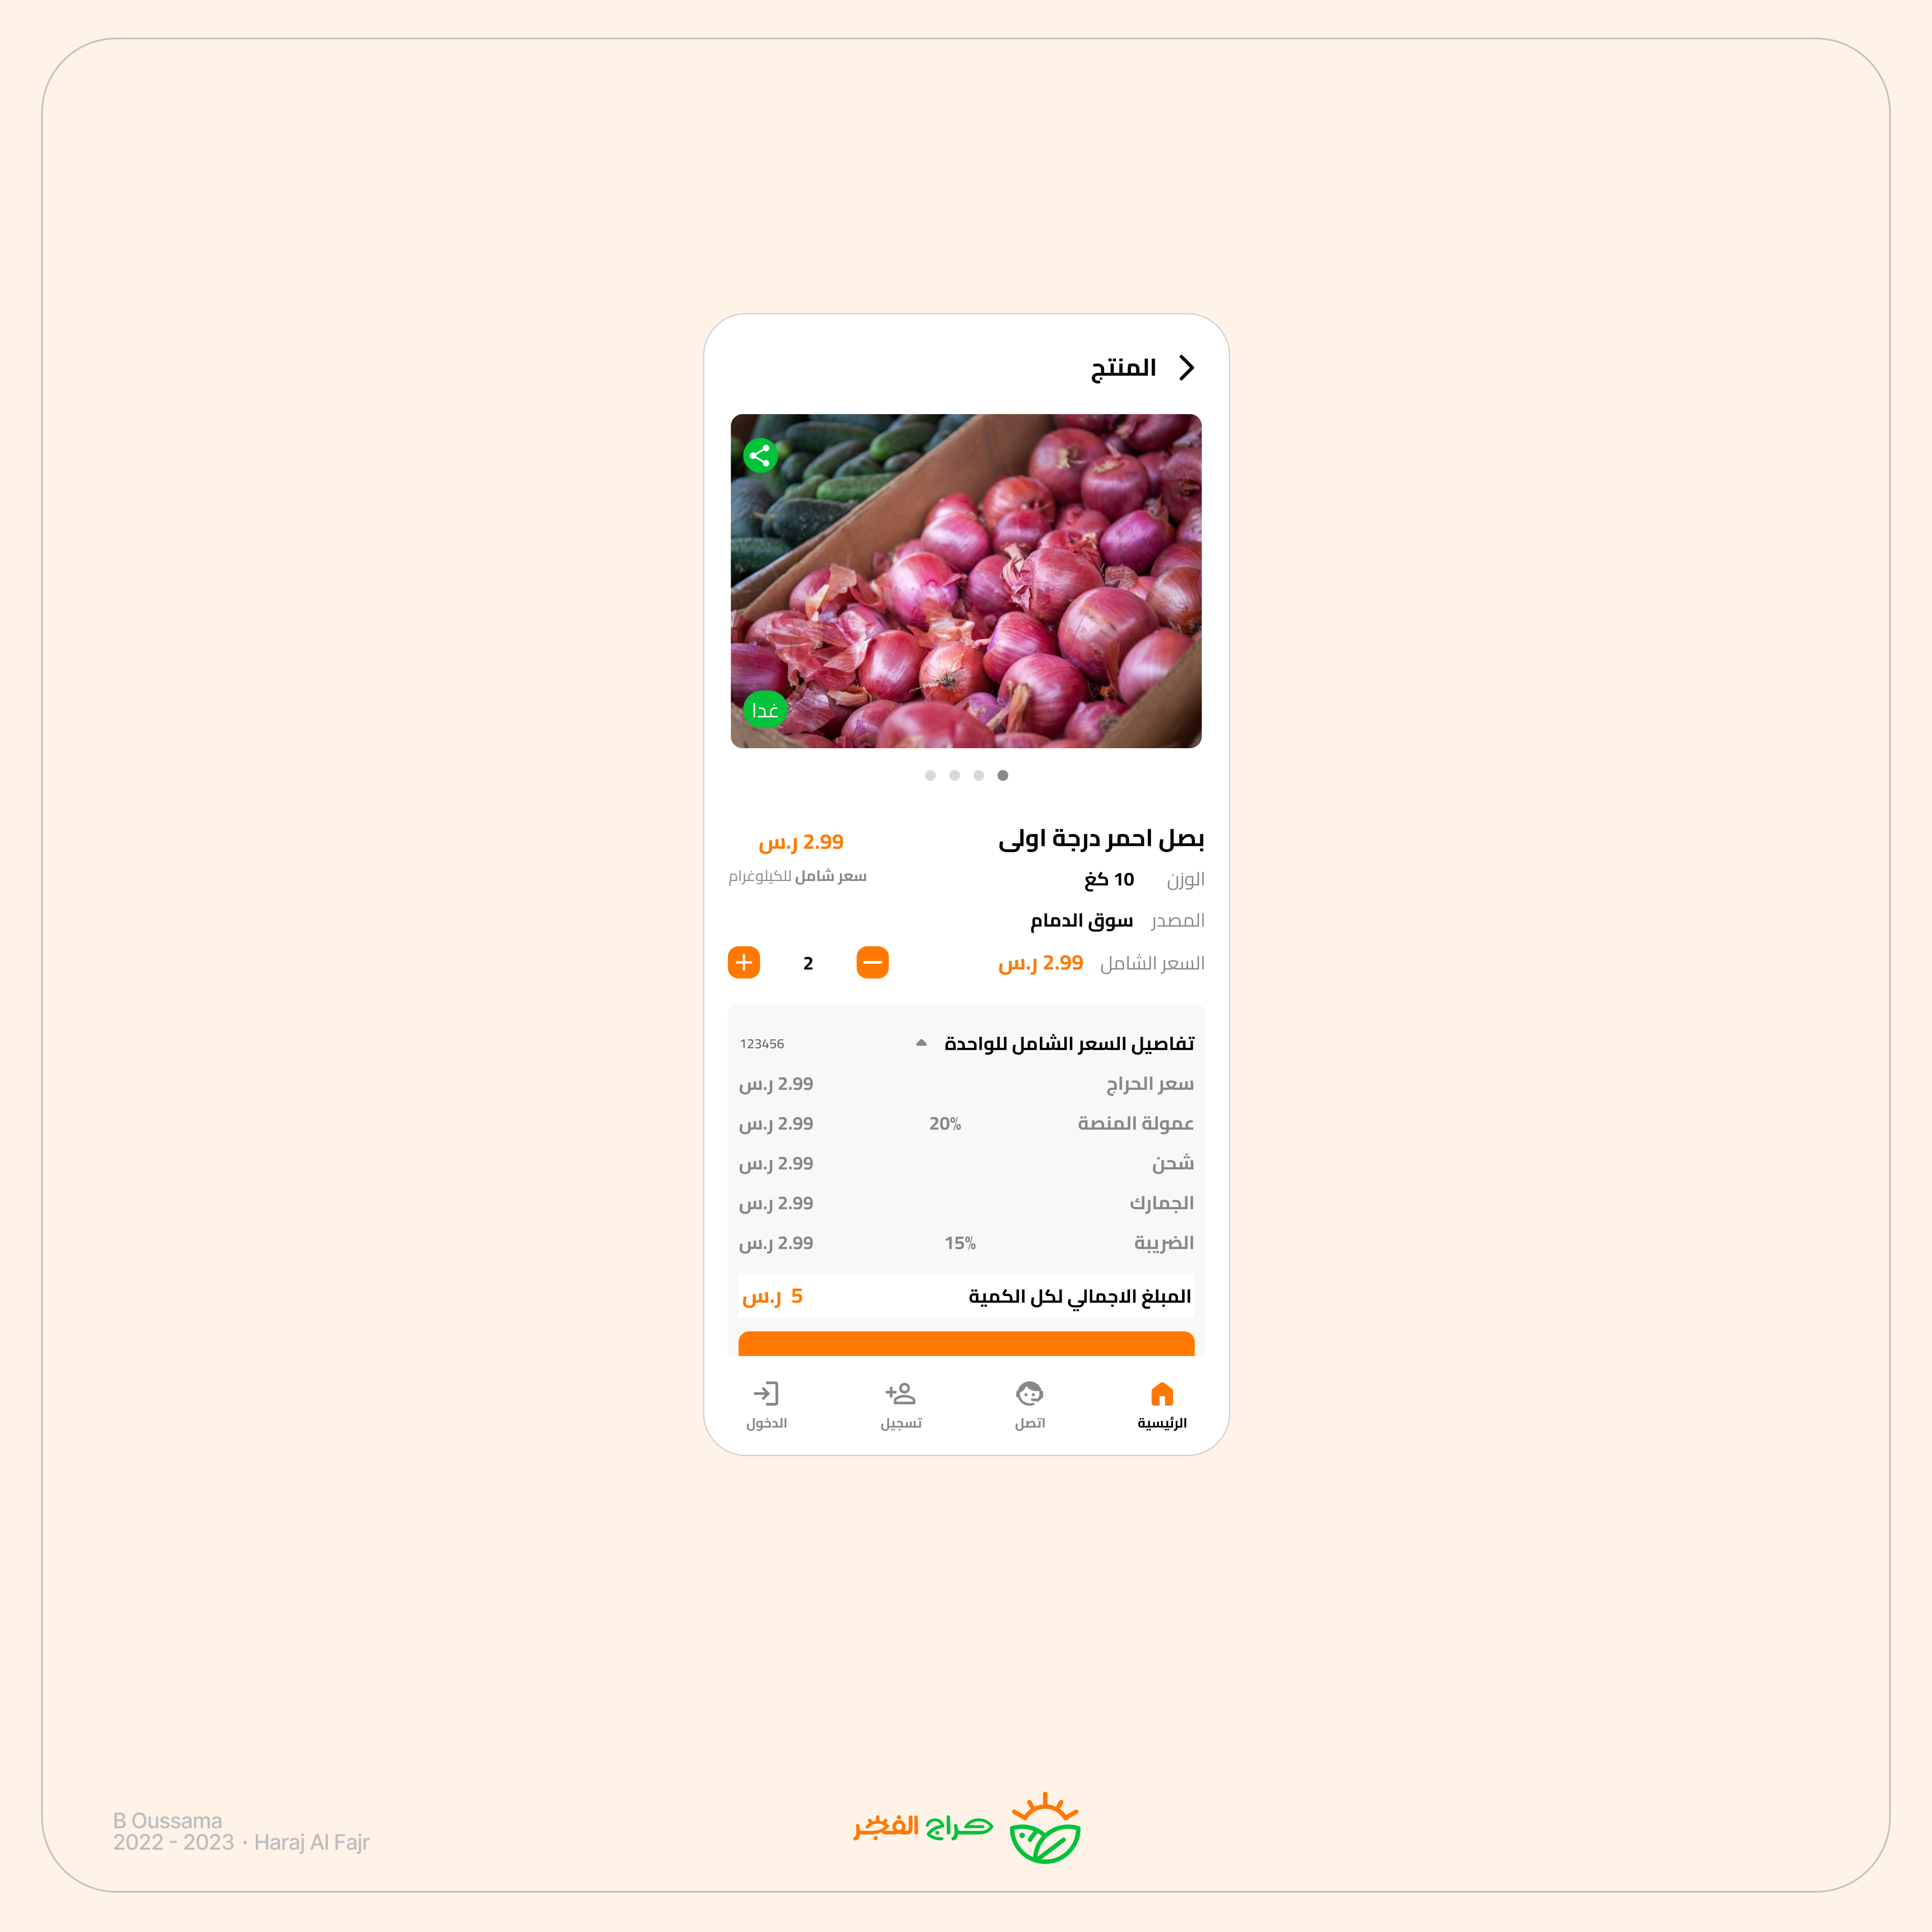 المنتج
غدا
بصل احمر درجة اولى
2.99 ر.س
سعر شامل للكيلوغرام
الوزن 10 كغ
المصدر سوق الدمام
السعر الشامل 2.99 ر.س
2
تفاصيل السعر الشامل للواحدة 123456
سعر الحراج 2.99 ر.س
عمولة المنصة 20% 2.99 ر.س
شحن 2.99 ر.س
الجمارك 2.99 ر.س
الضريبة 15% 2.99 ر.س
المبلغ الاجمالي لكل الكمية 5 ر.س
الرئيسية
اتصل
تسجيل
الدخول
كراج الفجر
B Oussama
2022 - 2023 · Haraj Al Fajr